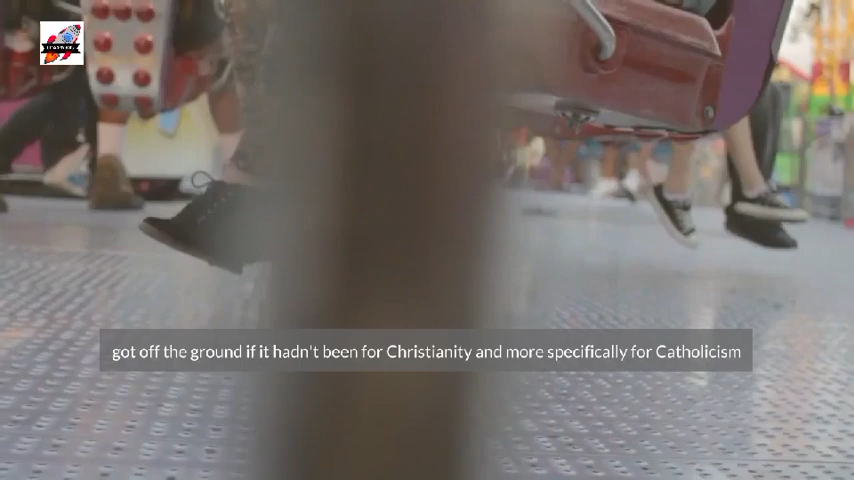 got off the ground if it hadn't been for Christianity and more specifically for Catholicism